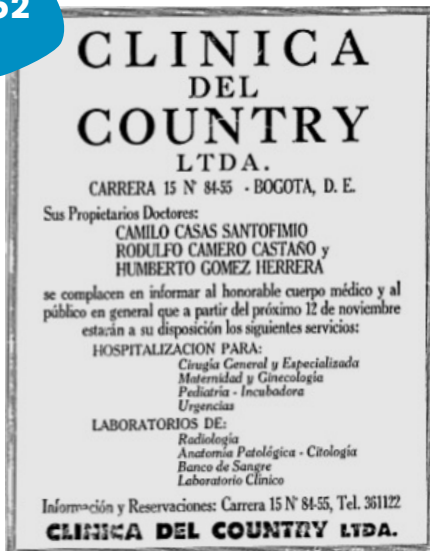 52
CLINICA
DEL
COUNTRY
LTDA.
CARRERA 15 Nº 84-55 - BOGOTA, D. E.
Sus Propietarios Doctores:
CAMILO CASAS SANTOFIMIO
RODULFO CAMERO CASTAÑO y
HUMBERTO GOMEZ HERRERA
se complacen en informar al honorable cuerpo médico y al
público en general que a partir del próximo 12 de noviembre
estarán a su disposición los siguientes servicios:
HOSPITALIZACION PARA:
Cirugía General y Especializada
Maternidad y Ginecología
Pediatría - Incubadora
Urgencias
LABORATORIOS DE:
Radiología
Anatomía Patológica - Citología
Banco de Sangre
Laboratorio Clínico
Información y Reservaciones: Carrera 15 Nº 84-55, Tel. 361122
CLINICA DEL COUNTRY LTDA.